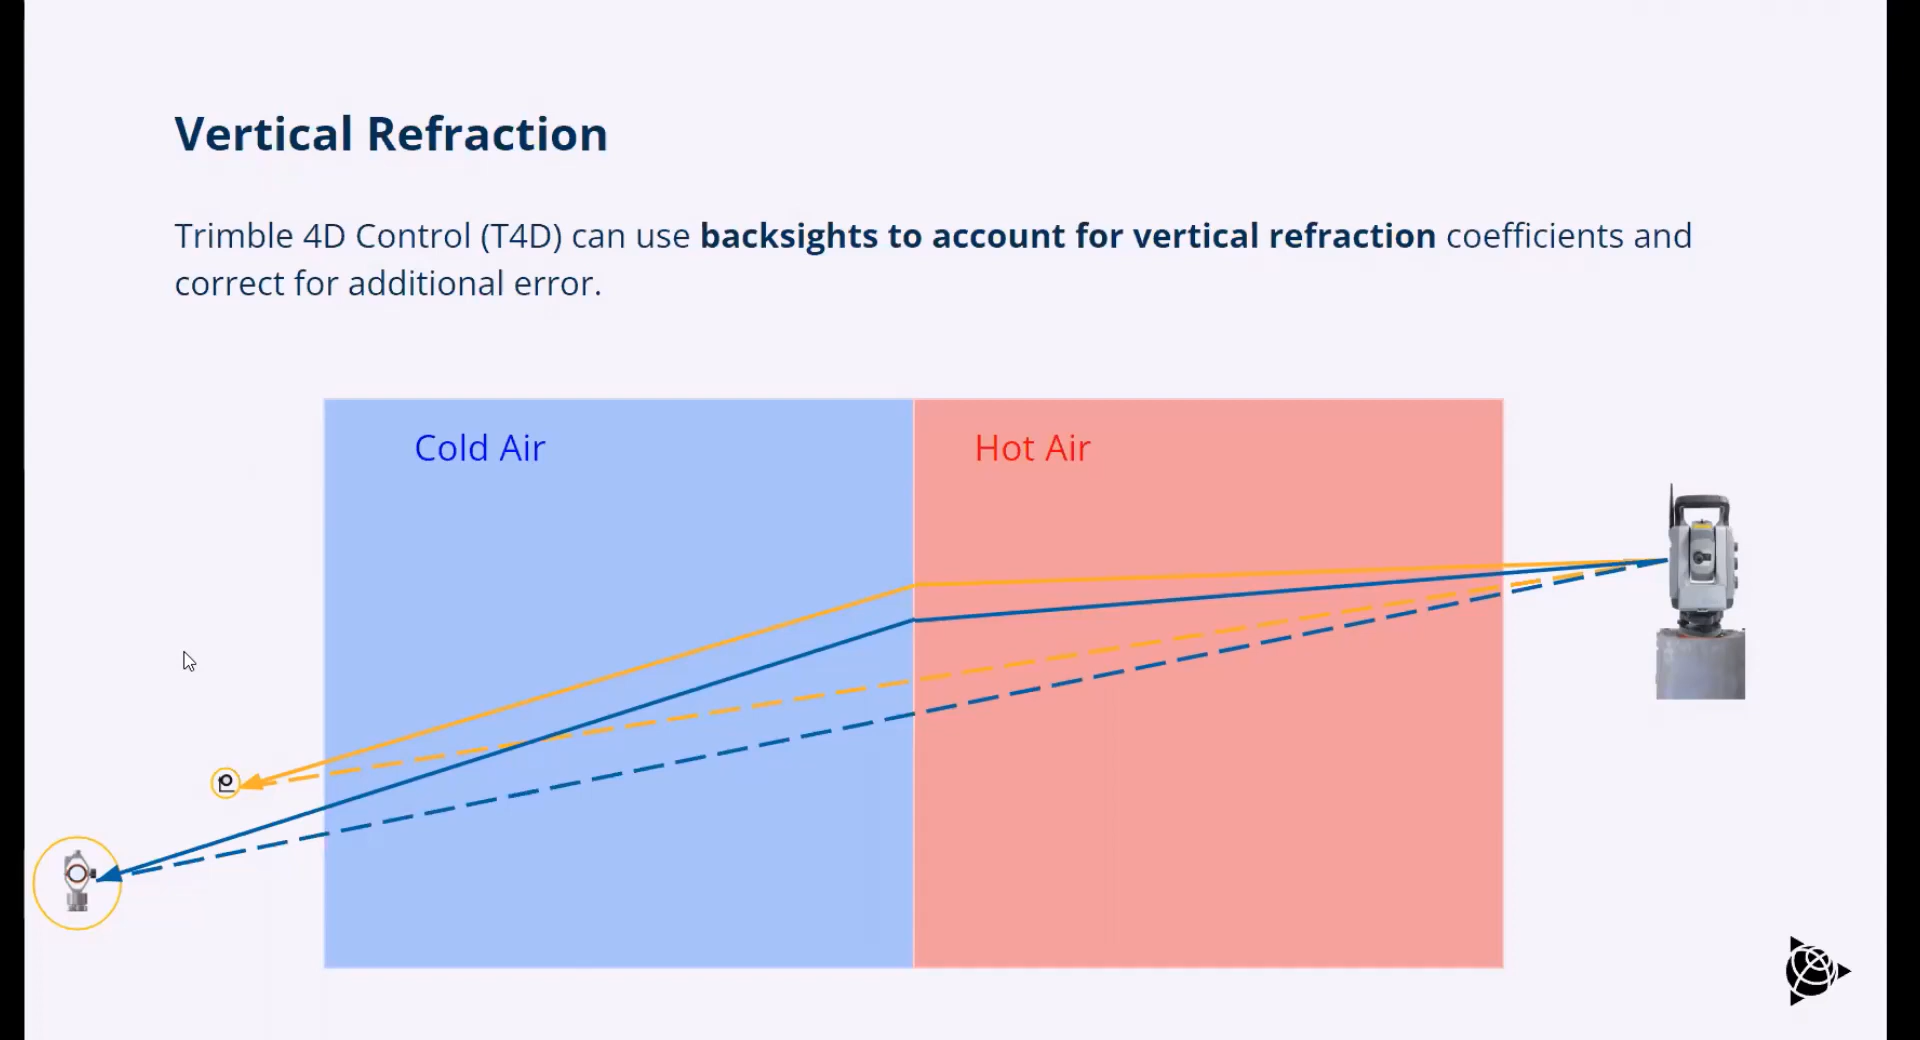 Vertical Refraction
Trimble 4D Control (T4D) can use backsights to account for vertical refraction coefficients and
correct for additional error.
Cold Air
Hot Air